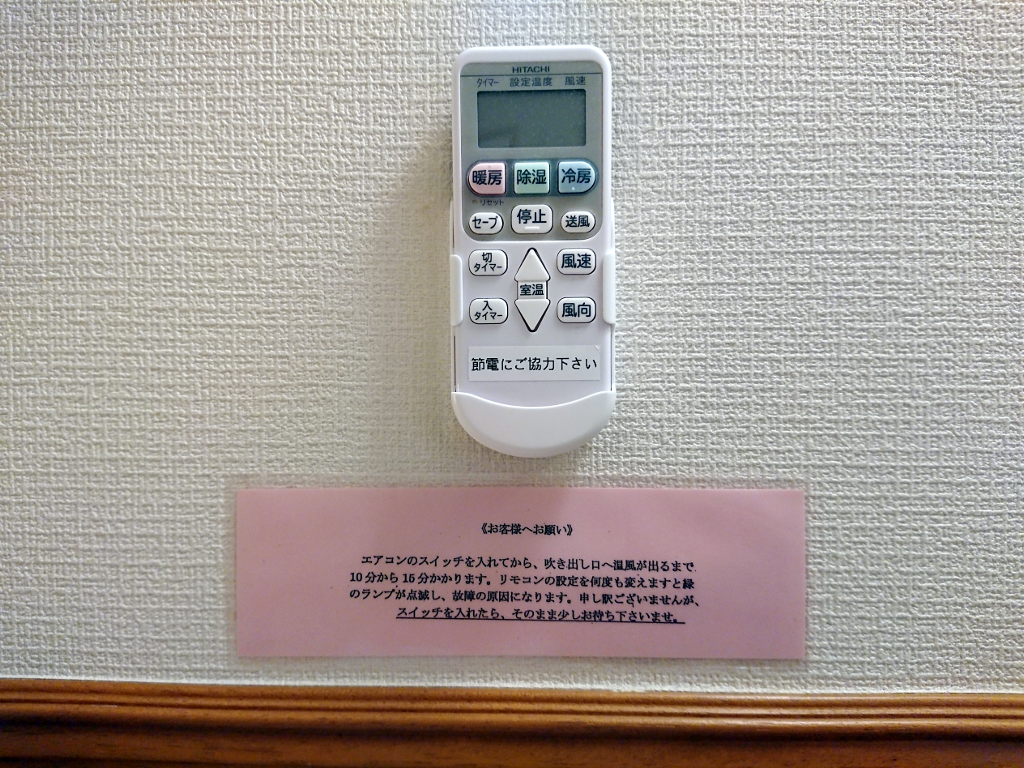 HITACHI
タイマー 設定温度 風速
暖房 除湿 冷房
リセット
セーブ 停止 送風
切タイマー 風速
室温
入タイマー 風向
節電にご協力下さい
《お客様へお願い》
エアコンのスイッチを入れてから、吹き出し口へ温風が出るまで
10分から15分かかります。リモコンの設定を何度も変えますと緑
のランプが点滅し、故障の原因になります。申し訳ございませんが、
スイッチを入れたら、そのまま少しお待ち下さいませ。